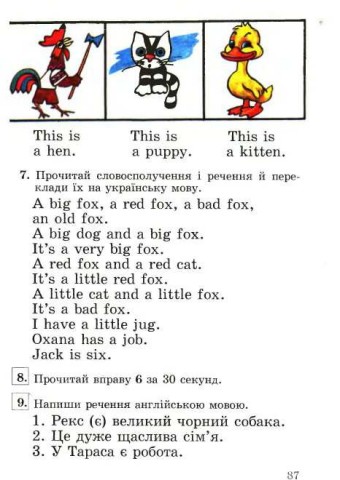 This is This is This is
a hen. a puppy. a kitten.
7. Прочитай словосполучення і речення й пере-
клади їх на українську мову.
A big fox, a red fox, a bad fox,
an old fox.
A big dog and a big fox.
It's a very big fox.
A red fox and a red cat.
It's a little red fox.
A little cat and a little fox.
It's a bad fox.
I have a little jug.
Oxana has a job.
Jack is six.
8. Прочитай вправу 6 за 30 секунд.
9. Напиши речення англійською мовою.
1. Рекс (є) великий чорний собака.
2. Це дуже щаслива сім'я.
3. У Тараса є робота.
87